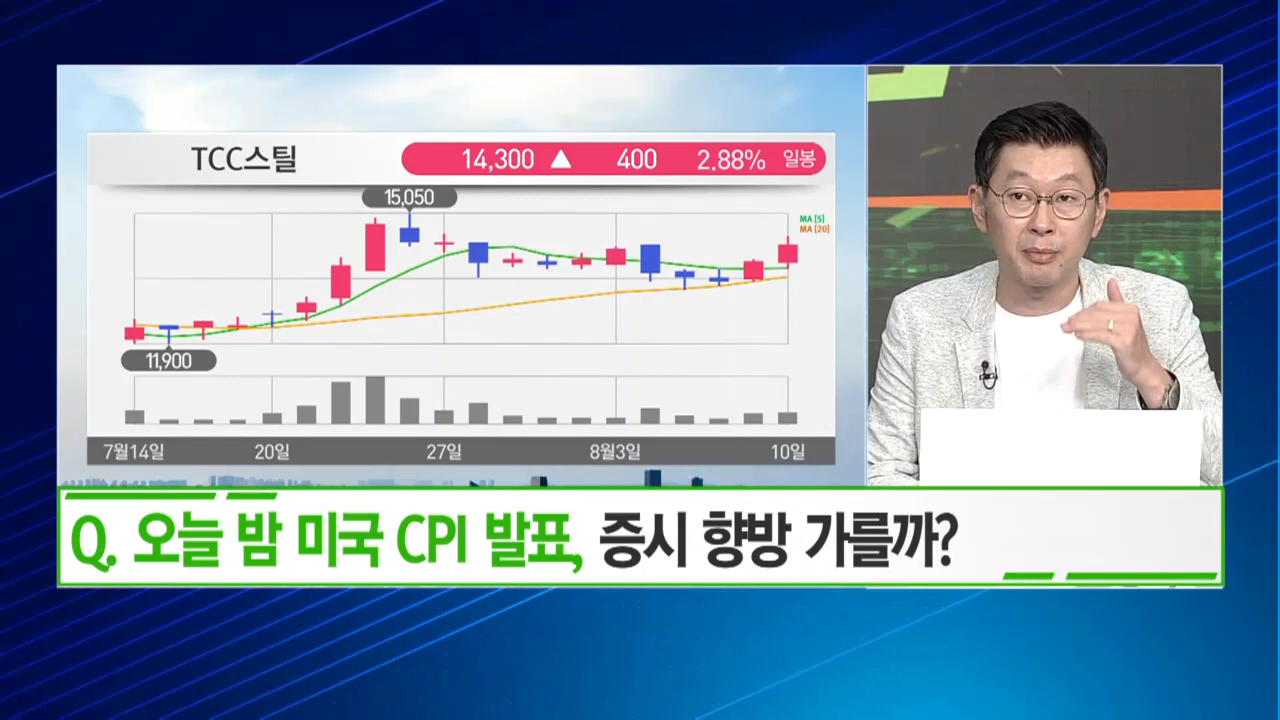 TCC스틸
14,300 ▲ 400 2.88% 일봉
15,050
MA [5]
MA [20]
11,900
7월14일 20일 27일 8월3일 10일
Q. 오늘 밤 미국 CPI 발표, 증시 향방 가를까?